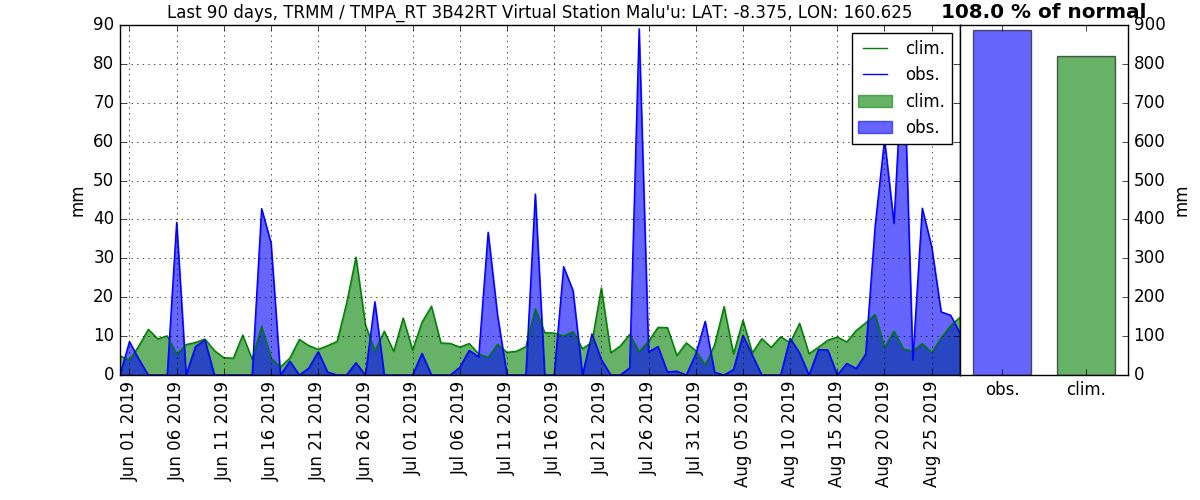 Last 90 days, TRMM / TMPA_RT 3B42RT Virtual Station Malu'u: LAT: -8.375, LON: 160.625
108.0 % of normal
90
80
70
60
50
40
30
20
10
0
mm
clim.
obs.
clim.
obs.
900
800
700
600
500
400
300
200
100
0
mm
Jun 01 2019
Jun 06 2019
Jun 11 2019
Jun 16 2019
Jun 21 2019
Jun 26 2019
Jul 01 2019
Jul 06 2019
Jul 11 2019
Jul 16 2019
Jul 21 2019
Jul 26 2019
Jul 31 2019
Aug 05 2019
Aug 10 2019
Aug 15 2019
Aug 20 2019
Aug 25 2019
obs.
clim.